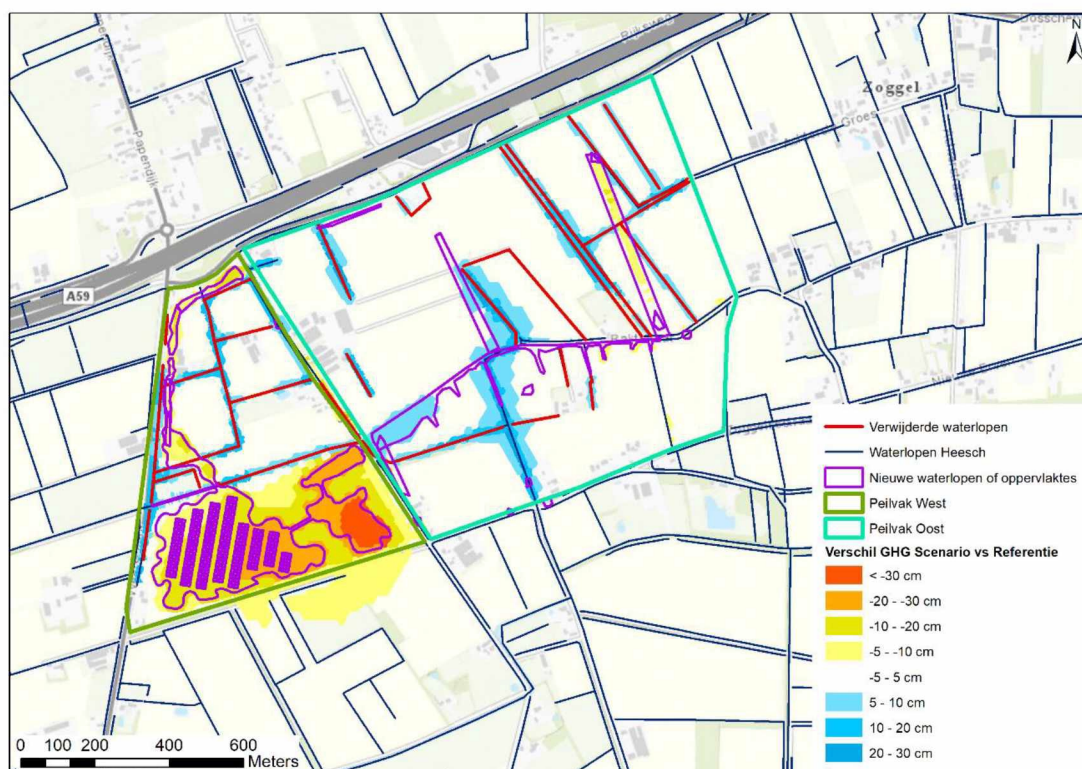 N
Zoggel
Groes
Papendijk
A59
Verwijderde waterlopen
Waterlopen Heesch
Nieuwe waterlopen of oppervlaktes
Peilvak West
Peilvak Oost
Verschil GHG Scenario vs Referentie
< -30 cm
-20 - -30 cm
-10 - -20 cm
-5 - -10 cm
-5 - 5 cm
5 - 10 cm
10 - 20 cm
20 - 30 cm
0 100 200 400 600
Meters